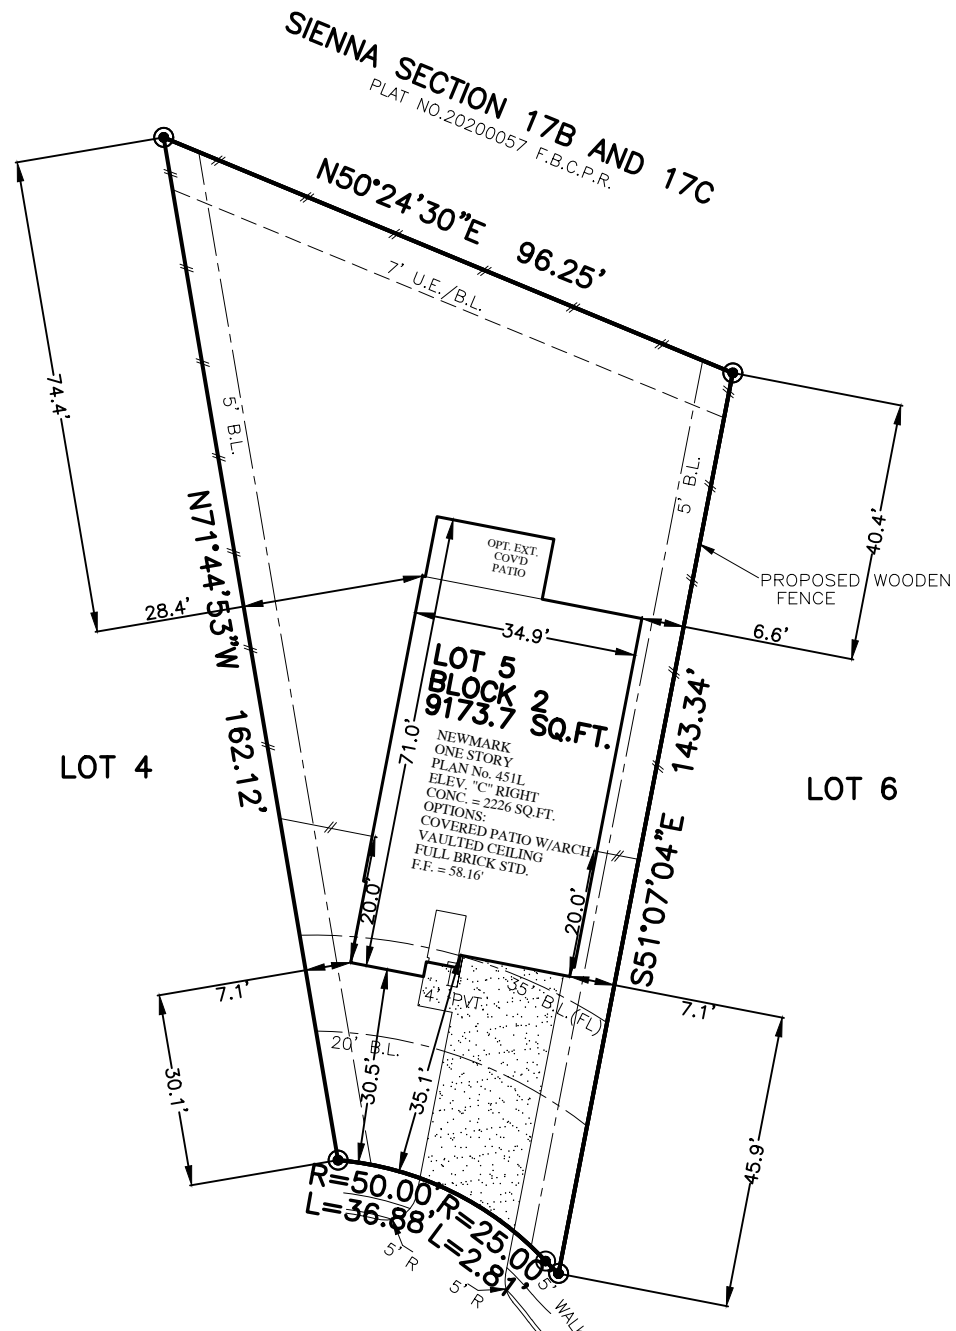 SIENNA SECTION 17B AND 17C
PLAT NO.20200057 F.B.C.P.R.
N50°24'30"E 96.25'
7' U.E./B.L.
74.4'
5' B.L.
5' B.L.
40.4'
N71°44'53"W 162.12'
28.4'
OPT. EXT.
COV'D
PATIO
PROPOSED WOODEN
FENCE
34.9'
6.6'
LOT 5
BLOCK 2
9173.7 SQ.FT.
71.0'
NEWMARK
ONE STORY
PLAN No. 451L
ELEV. "C" RIGHT
CONC. = 2226 SQ.FT.
OPTIONS:
COVERED PATIO W/ARCH
VAULTED CEILING
FULL BRICK STD.
F.F. = 58.16'
LOT 4
LOT 6
S51°07'04"E 143.34'
20.0'
20.0'
7.1'
4' PVT.
35' B.L.(FL)
7.1'
20' B.L.
30.1'
30.5'
35.1'
45.9'
R=50.00'
L=36.88'
R=25.00'
L=2.87'
5' R
5' R
5' WALK